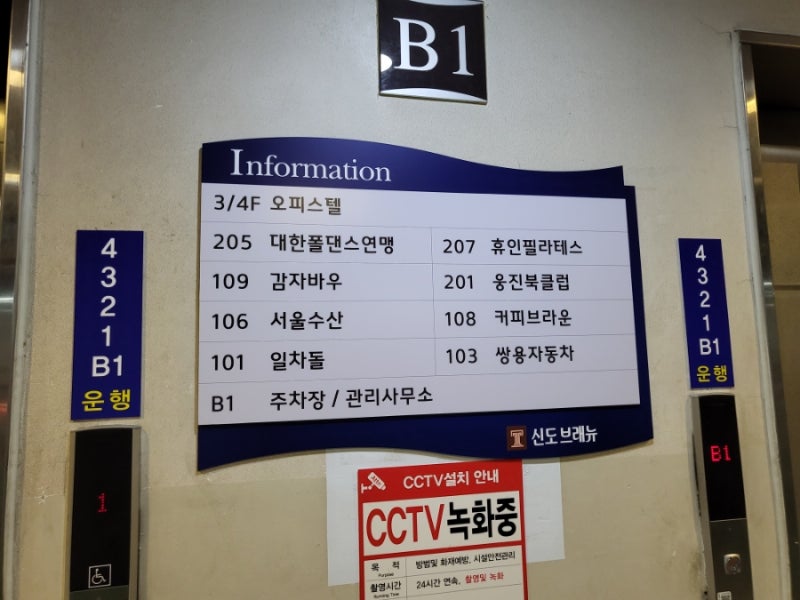 B1
Information
3/4F 오피스텔
205 대한폴댄스연맹 207 휴인필라테스
109 감자바우 201 웅진북클럽
106 서울수산 108 커피브라운
101 일차돌 103 쌍용자동차
B1 주차장 / 관리사무소
신도브래뉴
4
3
2
1
B1
운행
1
4
3
2
1
B1
운행
B1
CCTV설치 안내
CCTV녹화중
목 적 방범및 화재예방, 시설안전관리
Purpose
촬영시간 24시간 연속, 촬영및 녹화
Running Time